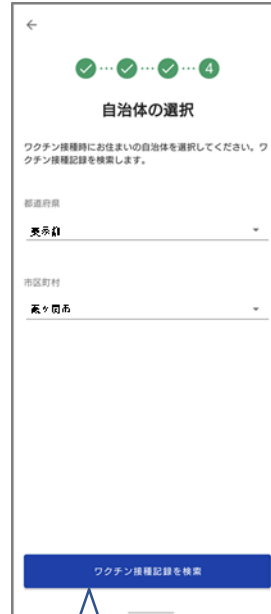 4
自治体の選択
ワクチン接種時にお住まいの自治体を選択してください。ワ
クチン接種記録を検索します。
都道府県
市区町村
ワクチン接種記録を検索